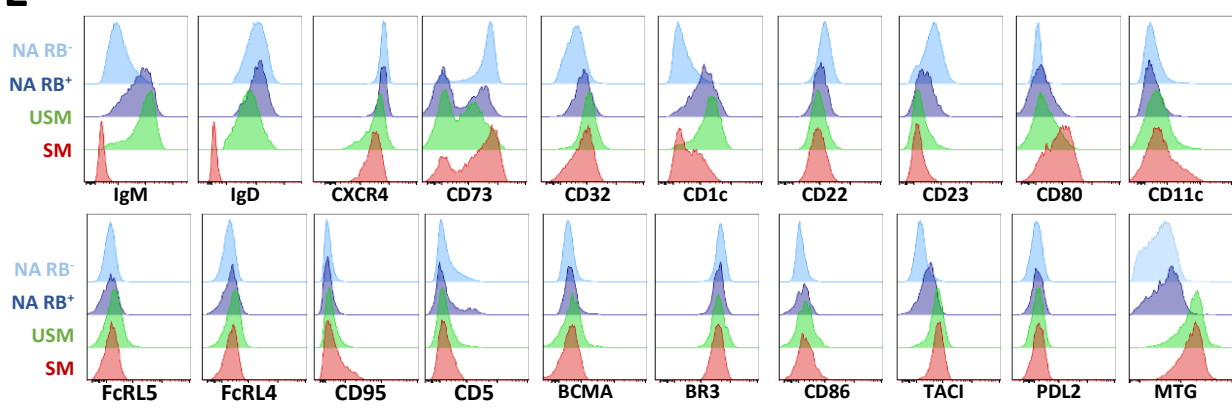 E
NA RB⁻
NA RB⁺
USM
SM
IgM IgD CXCR4 CD73 CD32 CD1c CD22 CD23 CD80 CD11c
NA RB⁻
NA RB⁺
USM
SM
FcRL5 FcRL4 CD95 CD5 BCMA BR3 CD86 TACI PDL2 MTG